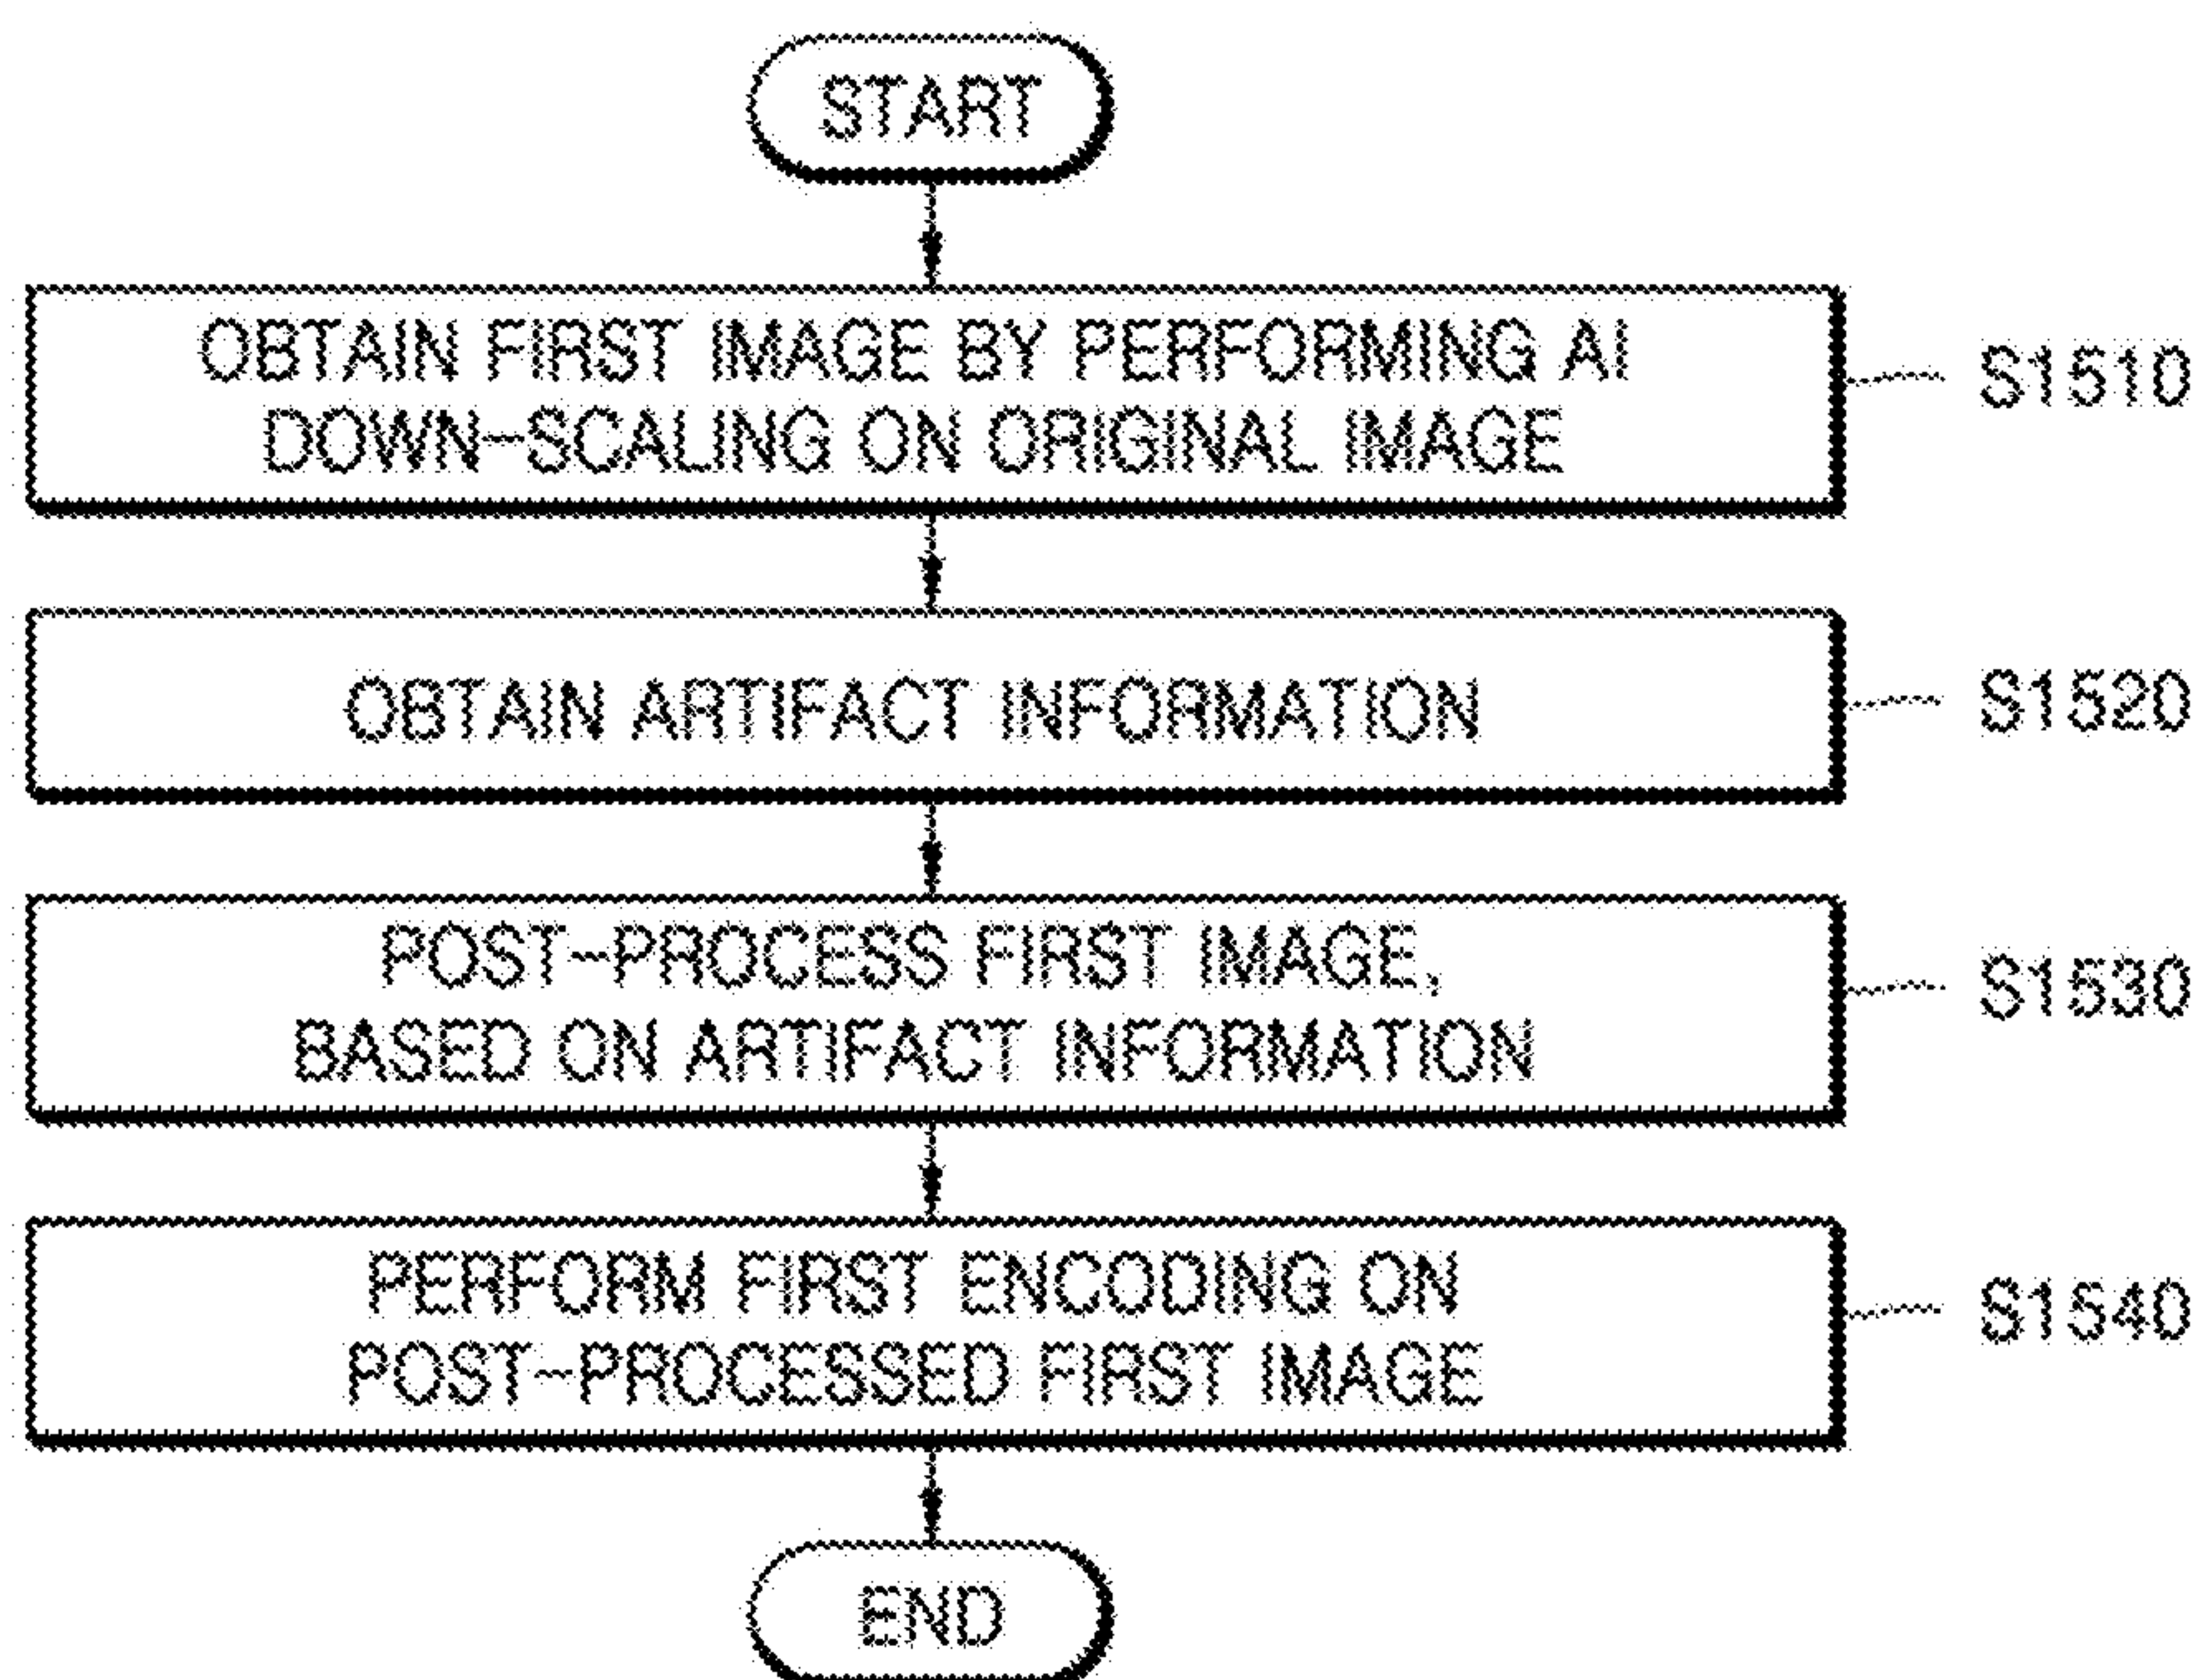 START
OBTAIN FIRST IMAGE BY PERFORMING AI
DOWN-SCALING ON ORIGINAL IMAGE
S1510
OBTAIN ARTIFACT INFORMATION
S1520
POST-PROCESS FIRST IMAGE,
BASED ON ARTIFACT INFORMATION
S1530
PERFORM FIRST ENCODING ON
POST-PROCESSED FIRST IMAGE
S1540
END